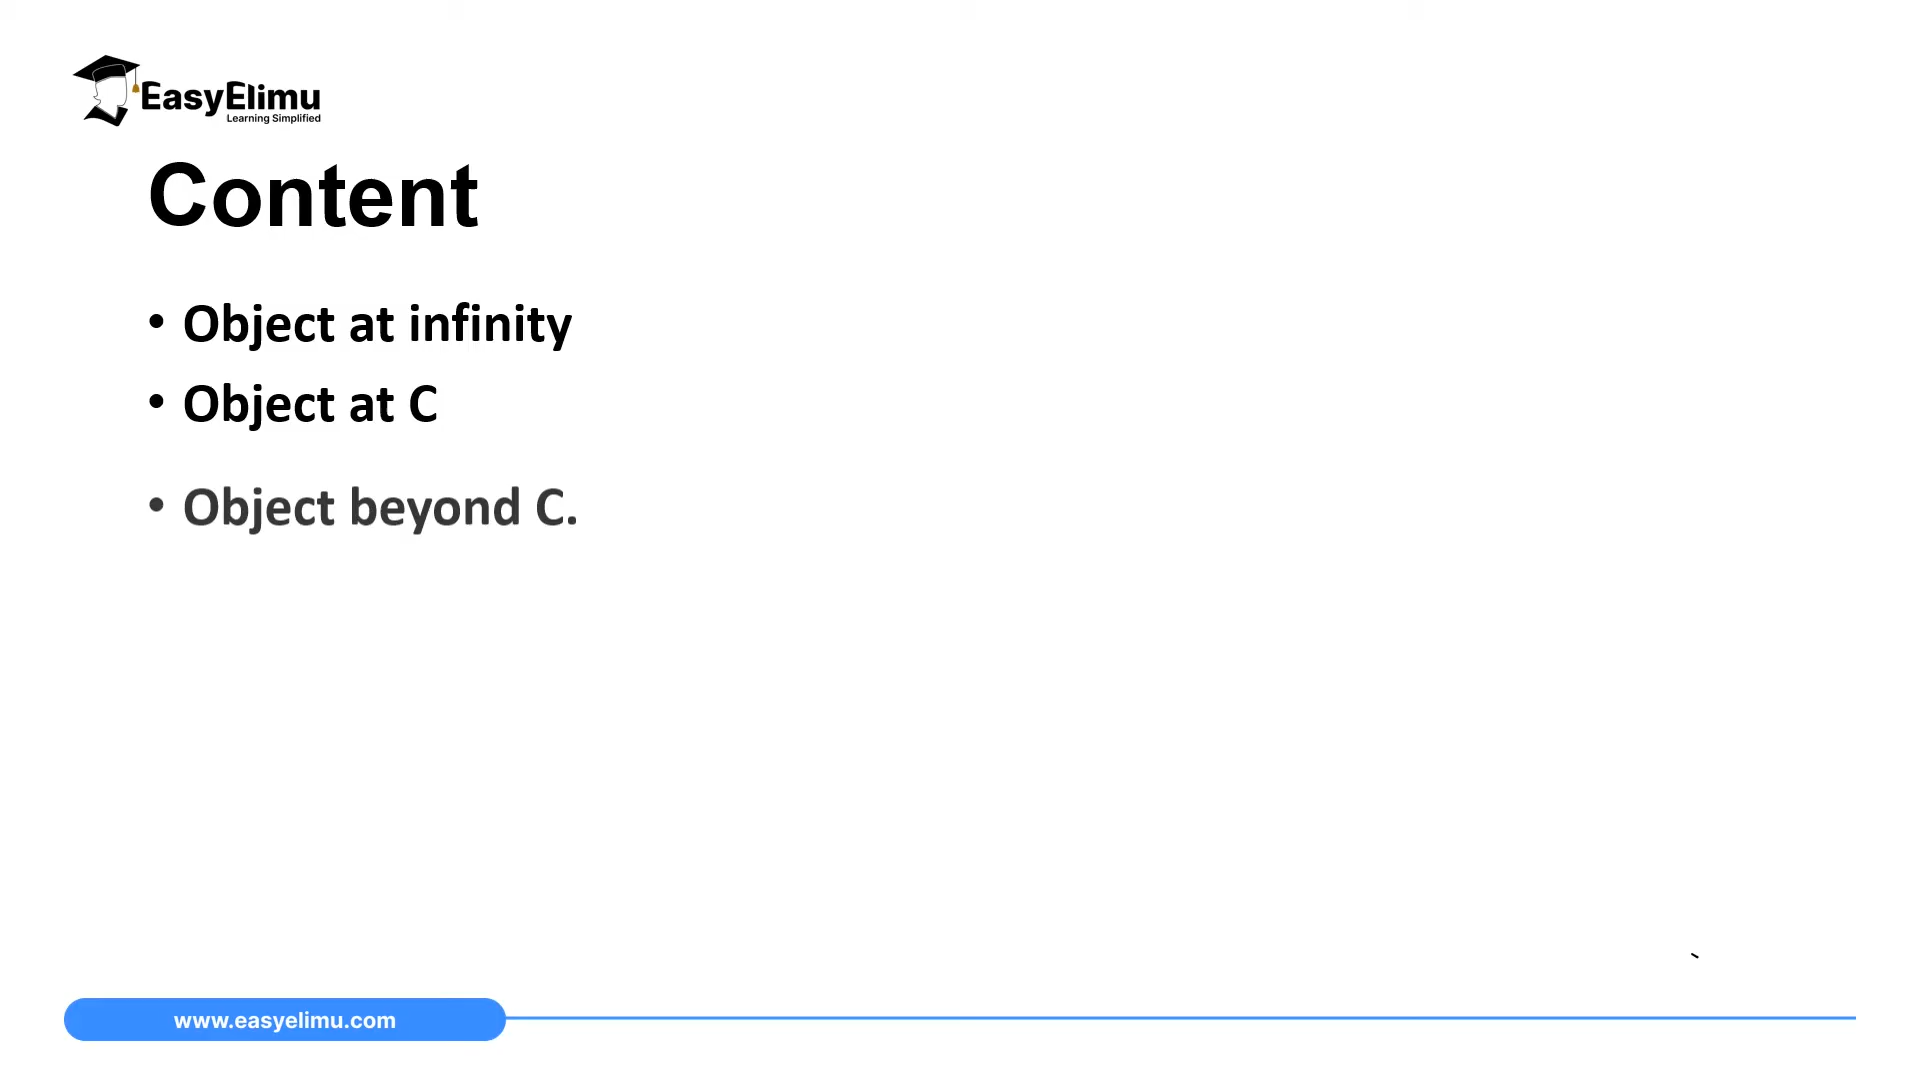 EasyElimu
Learning Simplified
Content
• Object at infinity
• Object at C
• Object beyond C.
www.easyelimu.com